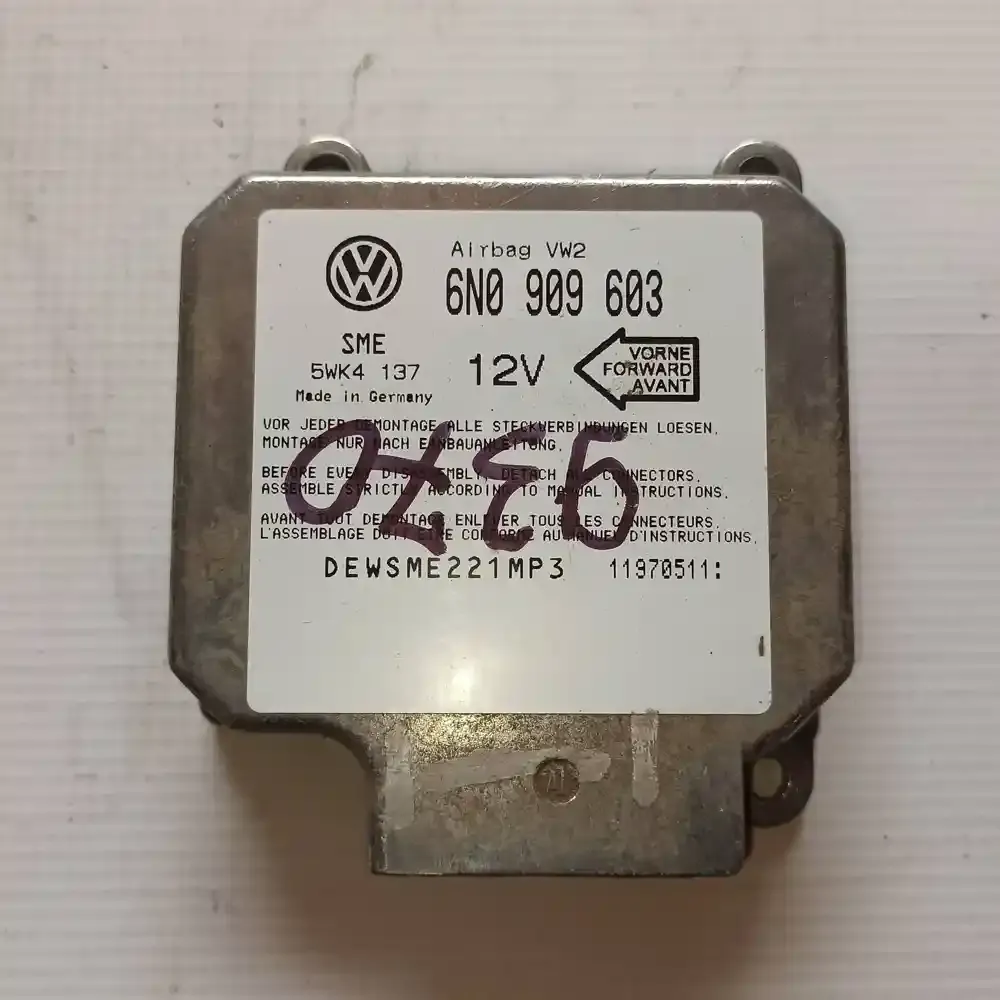 Airbag VW2
6N0 909 603
SME
5WK4 137
Made in Germany
12V
VORNE
FORWARD
AVANT
VOR JEDER DEMONTAGE ALLE STECKVERBINDUNGEN LOESEN.
MONTAGE NUR NACH EINBAUANLEITUNG.
BEFORE EVERY DISASSEMBLY, DETACH ALL CONNECTORS.
ASSEMBLE STRICTLY ACCORDING TO MANUAL INSTRUCTIONS.
AVANT TOUT DEMONTAGE ENLEVER TOUS LES CONNECTEURS.
L'ASSEMBLAGE DOIT ETRE CONFORME AU MANUEL D'INSTRUCTIONS.
DEWSME221MP3 11970511: